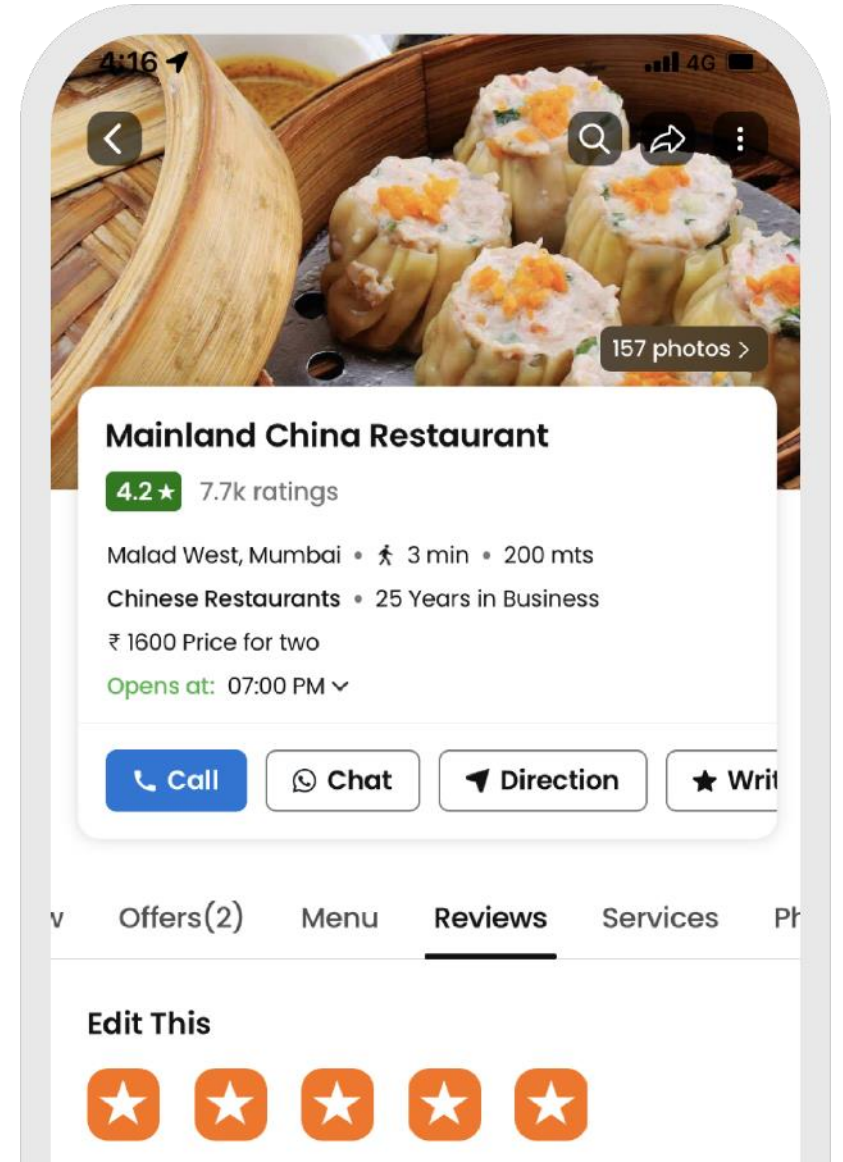 4:16
4G
157 photos >
Mainland China Restaurant
4.2★ 7.7k ratings
Malad West, Mumbai • 3 min • 200 mts
Chinese Restaurants • 25 Years in Business
₹ 1600 Price for two
Opens at: 07:00 PM
Call Chat Direction Writ
w Offers(2) Menu Reviews Services Ph
Edit This